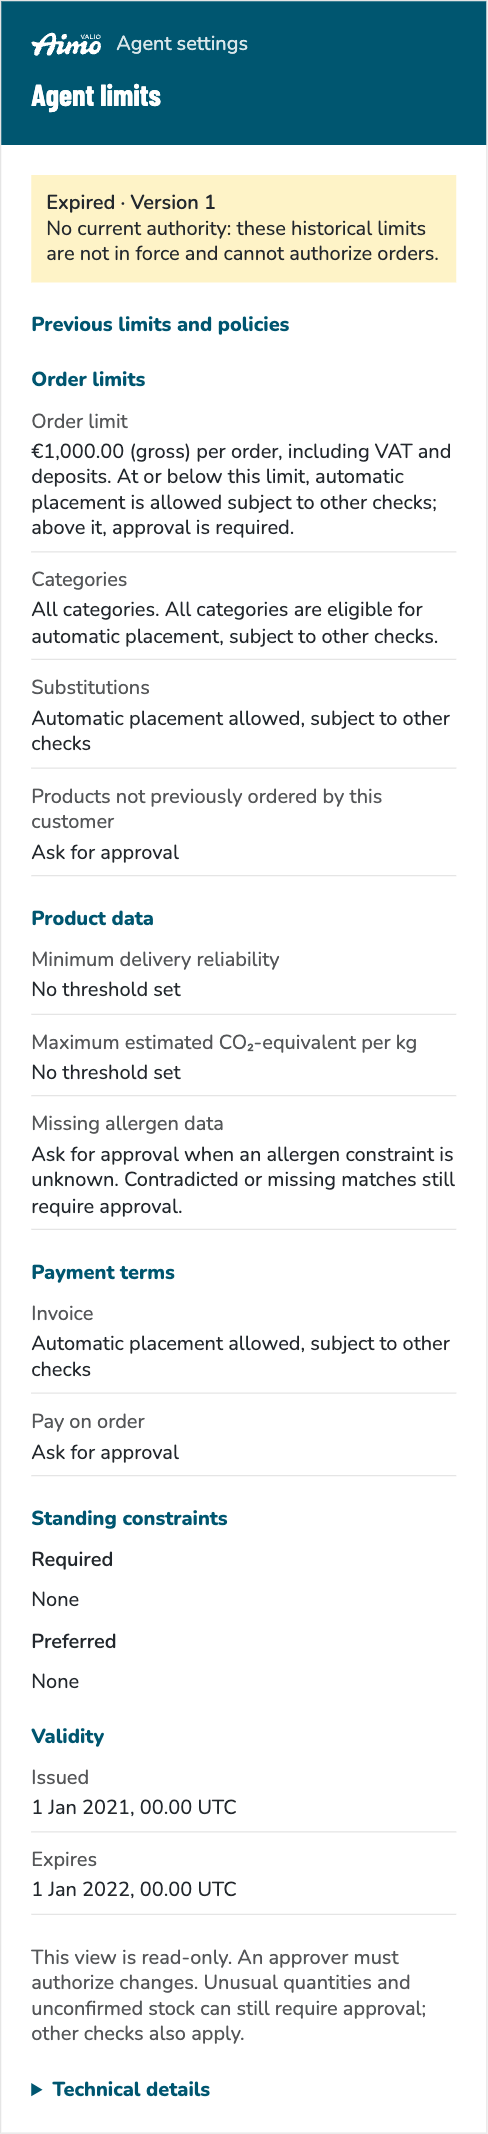 Aimo VALIO Agent settings
Agent limits
Expired · Version 1
No current authority: these historical limits
are not in force and cannot authorize orders.
Previous limits and policies
Order limits
Order limit
€1,000.00 (gross) per order, including VAT and
deposits. At or below this limit, automatic
placement is allowed subject to other checks;
above it, approval is required.
Categories
All categories. All categories are eligible for
automatic placement, subject to other checks.
Substitutions
Automatic placement allowed, subject to other
checks
Products not previously ordered by this
customer
Ask for approval
Product data
Minimum delivery reliability
No threshold set
Maximum estimated CO₂-equivalent per kg
No threshold set
Missing allergen data
Ask for approval when an allergen constraint is
unknown. Contradicted or missing matches still
require approval.
Payment terms
Invoice
Automatic placement allowed, subject to other
checks
Pay on order
Ask for approval
Standing constraints
Required
None
Preferred
None
Validity
Issued
1 Jan 2021, 00.00 UTC
Expires
1 Jan 2022, 00.00 UTC
This view is read-only. An approver must
authorize changes. Unusual quantities and
unconfirmed stock can still require approval;
other checks also apply.
Technical details